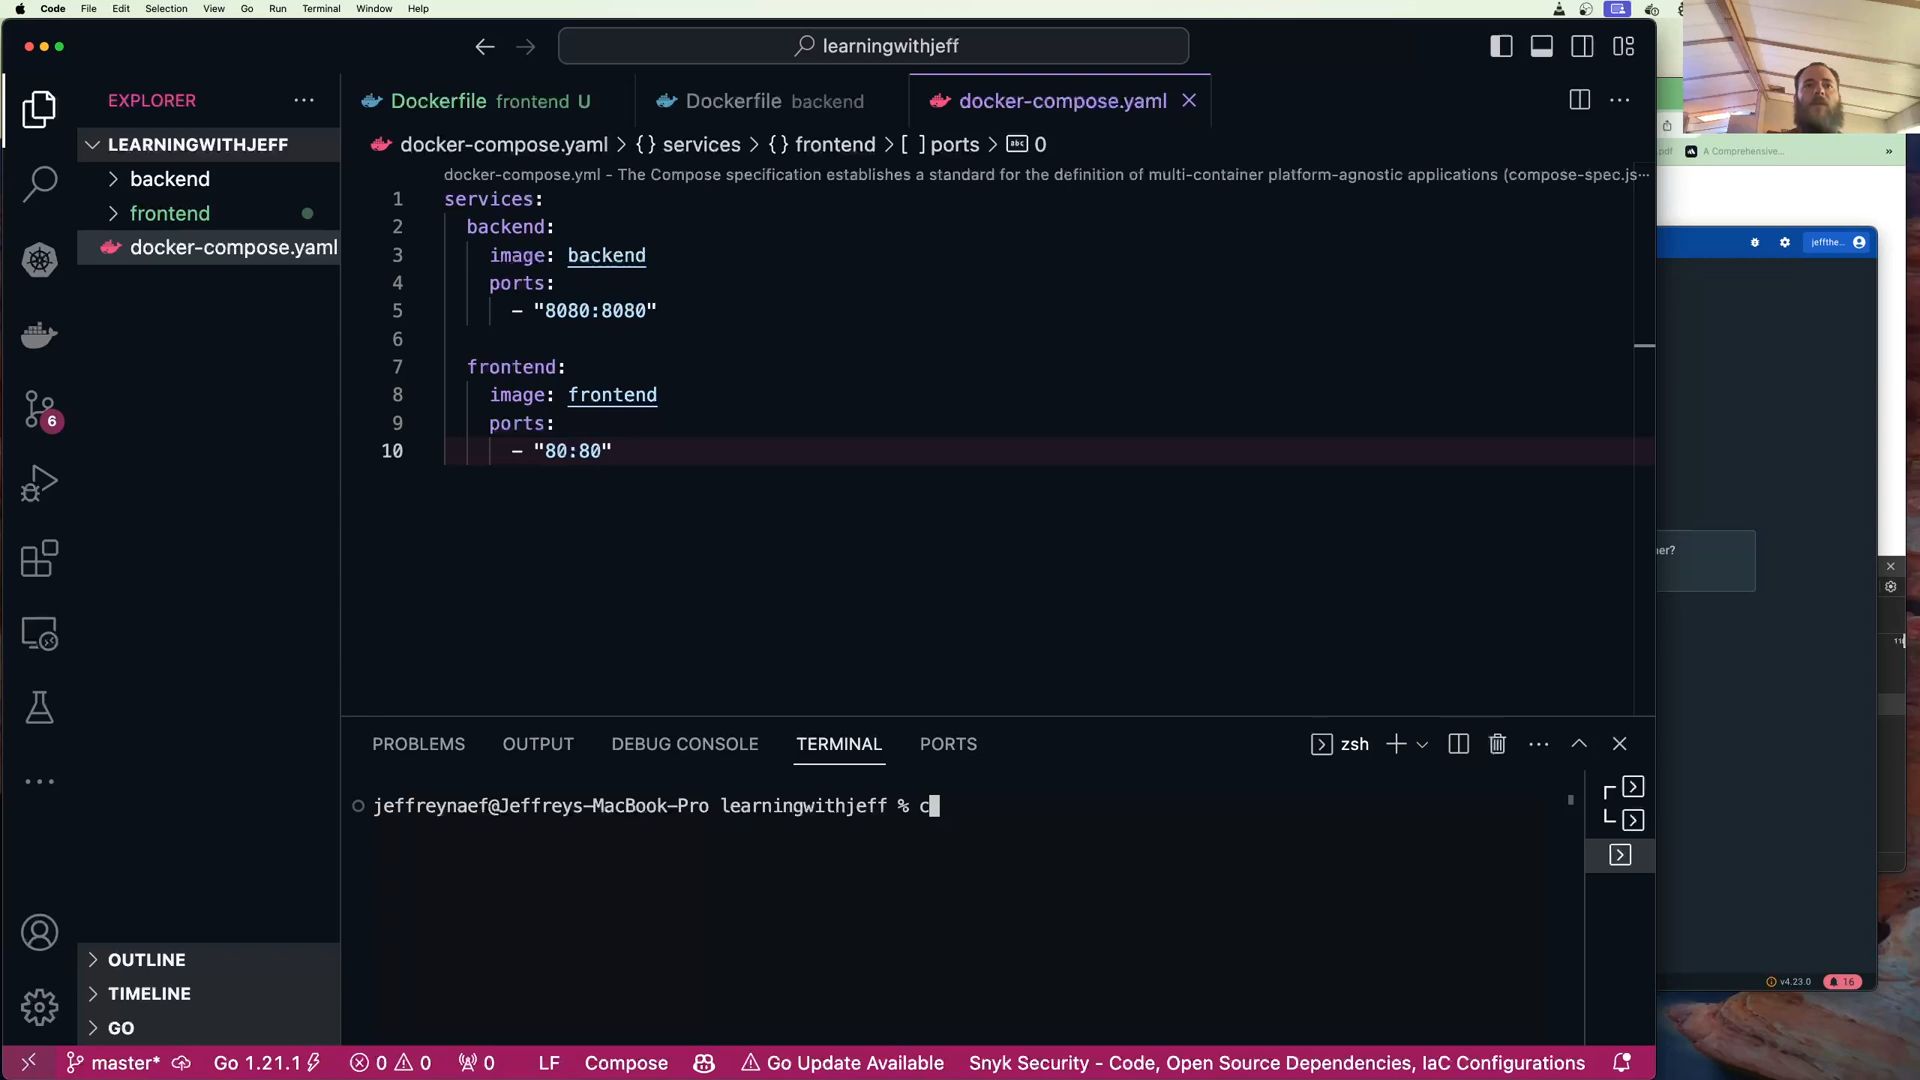 Code File Edit Selection View Go Run Terminal Window Help
learningwithjeff
EXPLORER
Dockerfile frontend U
Dockerfile backend
docker-compose.yaml
LEARNINGWITHJEFF
backend
frontend
docker-compose.yaml
docker-compose.yaml > {} services > {} frontend > [ ] ports > abc 0
docker-compose.yml - The Compose specification establishes a standard for the definition of multi-container platform-agnostic applications (compose-spec.js...
1 services:
2 backend:
3 image: backend
4 ports:
5 - "8080:8080"
6
7 frontend:
8 image: frontend
9 ports:
10 - "80:80"
PROBLEMS OUTPUT DEBUG CONSOLE TERMINAL PORTS
zsh
jeffreynaef@Jeffreys-MacBook-Pro learningwithjeff % c
6
OUTLINE
TIMELINE
GO
master* Go 1.21.1 0 0 0 LF Compose Go Update Available Snyk Security - Code, Open Source Dependencies, IaC Configurations
.pdf A Comprehensive... »
jeffthe...
er?
v4.23.0 16